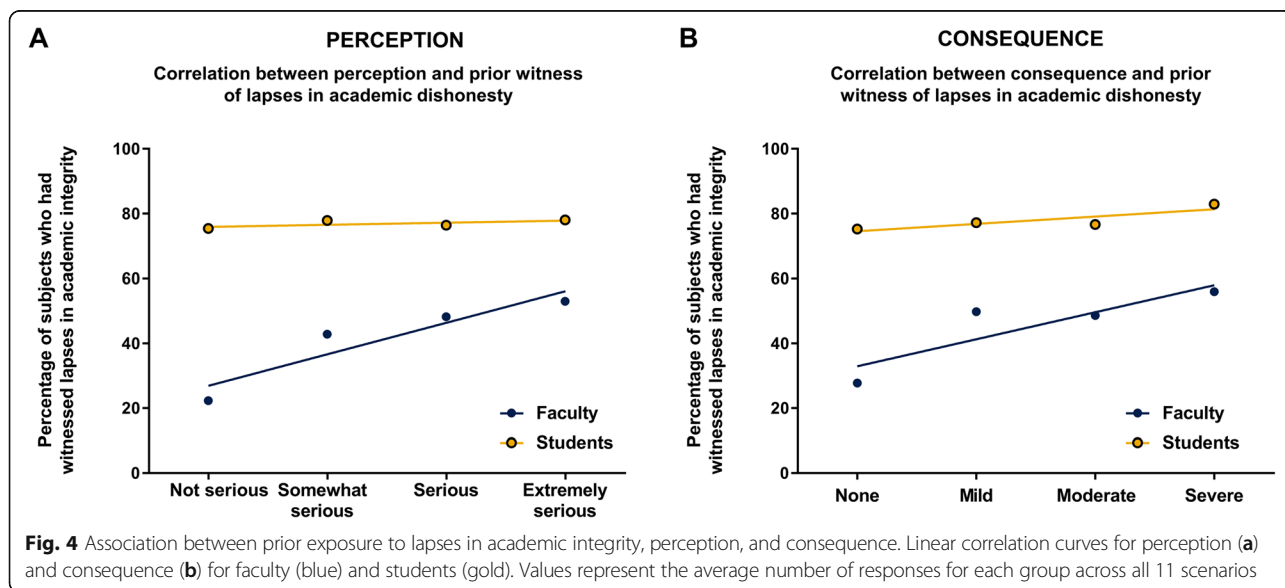 A
PERCEPTION
Correlation between perception and prior witness
of lapses in academic dishonesty
Percentage of subjects who had
witnessed lapses in academic integrity
100
80
60
40
20
0
Faculty
Students
Not serious
Somewhat
serious
Serious
Extremely
serious
B
CONSEQUENCE
Correlation between consequence and prior
witness of lapses in academic dishonesty
Percentage of subjects who had
witnessed lapses in academic integrity
100
80
60
40
20
0
Faculty
Students
None
Mild
Moderate
Severe
Fig. 4 Association between prior exposure to lapses in academic integrity, perception, and consequence. Linear correlation curves for perception (a)
and consequence (b) for faculty (blue) and students (gold). Values represent the average number of responses for each group across all 11 scenarios